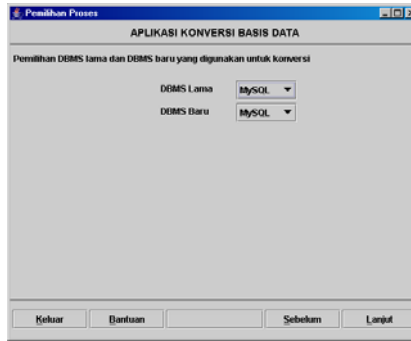 Pemilihan Proses
APLIKASI KONVERSI BASIS DATA
Pemilihan DBMS lama dan DBMS baru yang digunakan untuk konversi
DBMS Lama MySQL
DBMS Baru MySQL
Keluar Bantuan Sebelum Lanjut